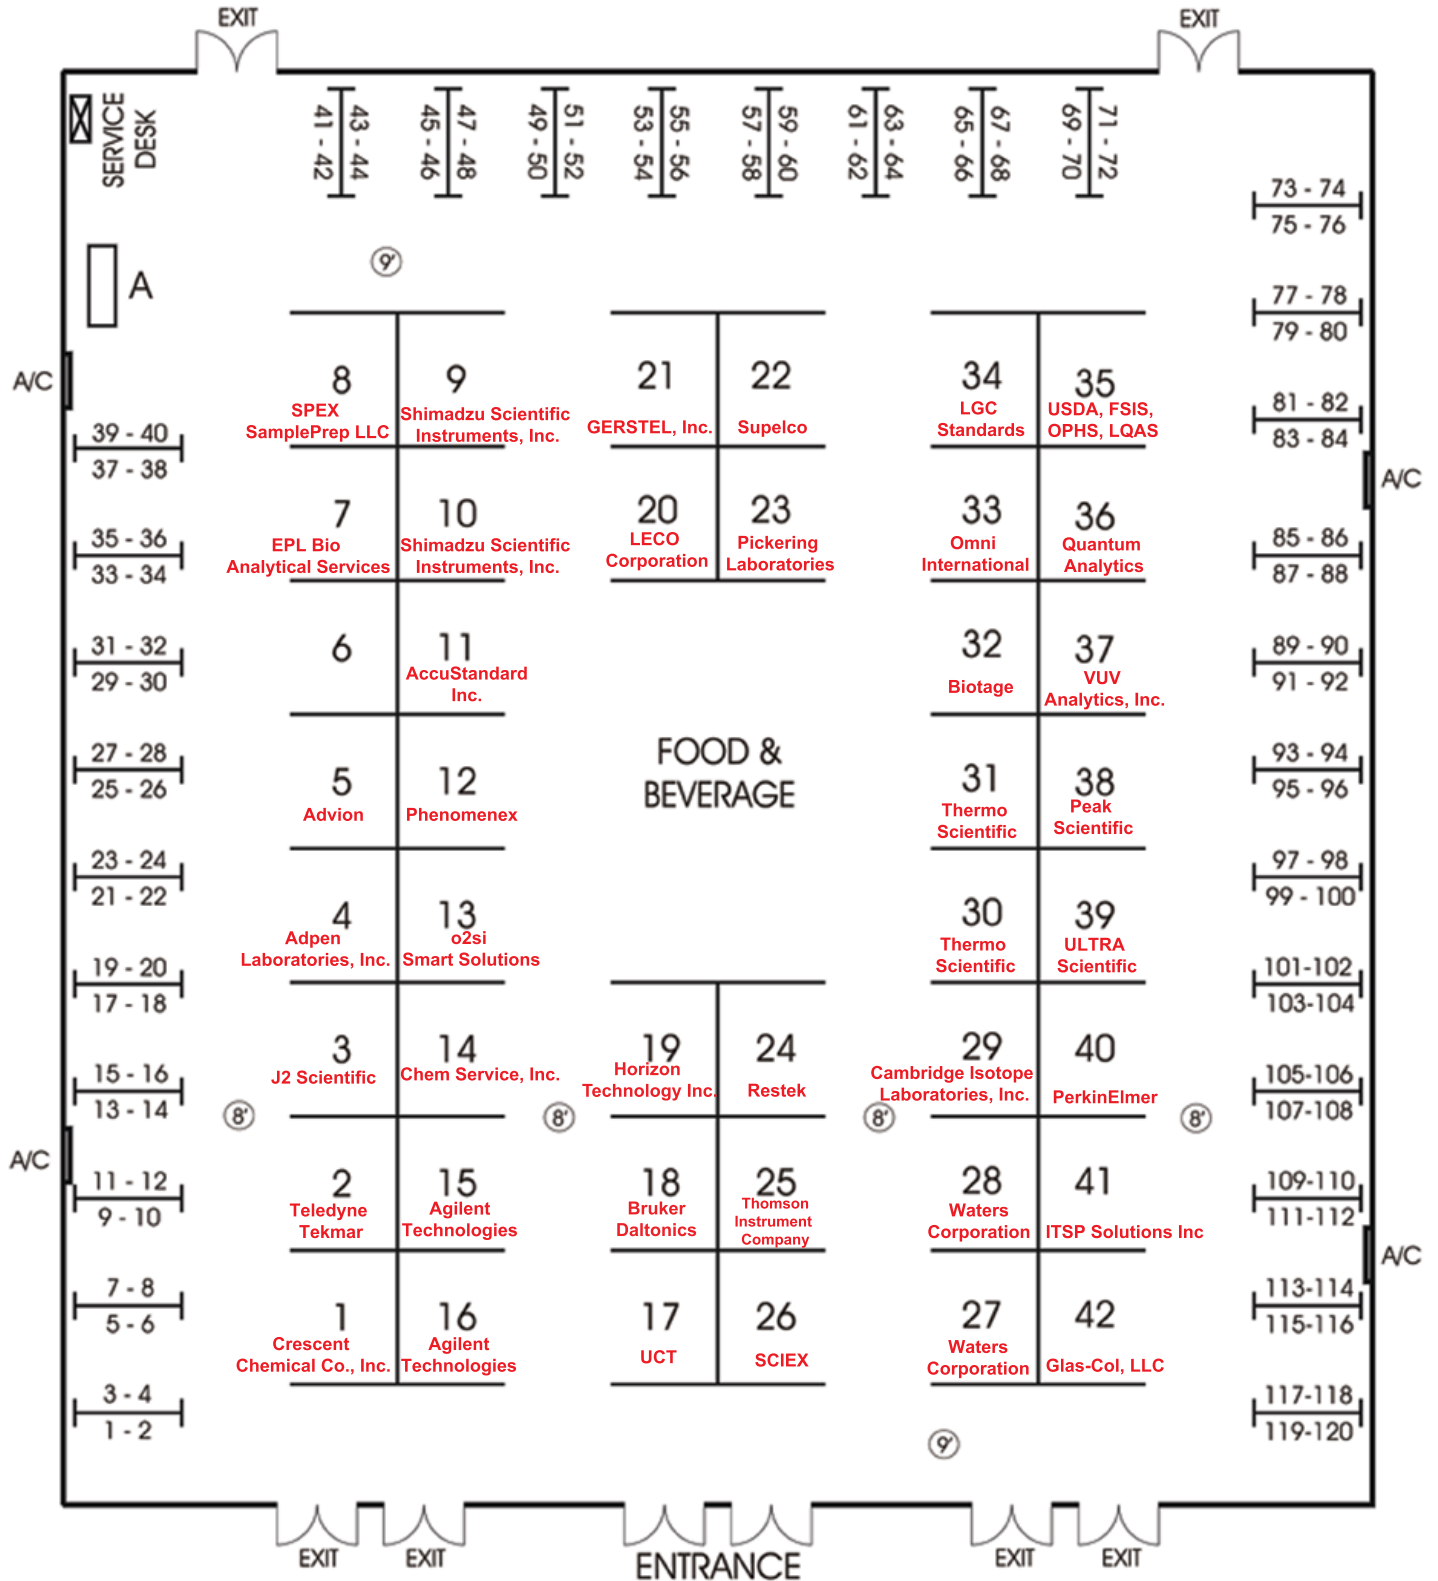 EXIT
EXIT
SERVICE
DESK
41 - 42
43 - 44
45 - 46
47 - 48
49 - 50
51 - 52
53 - 54
55 - 56
57 - 58
59 - 60
61 - 62
63 - 64
65 - 66
67 - 68
69 - 70
71 - 72
73 - 74
75 - 76
A
9'
77 - 78
79 - 80
A/C
8
SPEX
SamplePrep LLC
9
Shimadzu Scientific
Instruments, Inc.
21
GERSTEL, Inc.
22
Supelco
34
LGC
Standards
35
USDA, FSIS,
OPHS, LQAS
81 - 82
83 - 84
39 - 40
37 - 38
A/C
7
EPL Bio
Analytical Services
10
Shimadzu Scientific
Instruments, Inc.
20
LECO
Corporation
23
Pickering
Laboratories
33
Omni
International
36
Quantum
Analytics
85 - 86
87 - 88
35 - 36
33 - 34
31 - 32
29 - 30
6
11
AccuStandard
Inc.
32
Biotage
37
VUV
Analytics, Inc.
89 - 90
91 - 92
27 - 28
25 - 26
5
Advion
12
Phenomenex
FOOD &
BEVERAGE
31
Thermo
Scientific
38
Peak
Scientific
93 - 94
95 - 96
23 - 24
21 - 22
4
Adpen
Laboratories, Inc.
13
o2si
Smart Solutions
30
Thermo
Scientific
39
ULTRA
Scientific
97 - 98
99 - 100
19 - 20
17 - 18
101-102
103-104
15 - 16
13 - 14
3
J2 Scientific
14
Chem Service, Inc.
19
Horizon
Technology Inc.
24
Restek
29
Cambridge Isotope
Laboratories, Inc.
40
PerkinElmer
105-106
107-108
8'
8'
8'
8'
A/C
11 - 12
9 - 10
2
Teledyne
Tekmar
15
Agilent
Technologies
18
Bruker
Daltonics
25
Thomson
Instrument
Company
28
Waters
Corporation
41
ITSP Solutions Inc
109-110
111-112
A/C
7 - 8
5 - 6
1
Crescent
Chemical Co., Inc.
16
Agilent
Technologies
17
UCT
26
SCIEX
27
Waters
Corporation
42
Glas-Col, LLC
113-114
115-116
3 - 4
1 - 2
117-118
119-120
9'
EXIT
EXIT
ENTRANCE
EXIT
EXIT